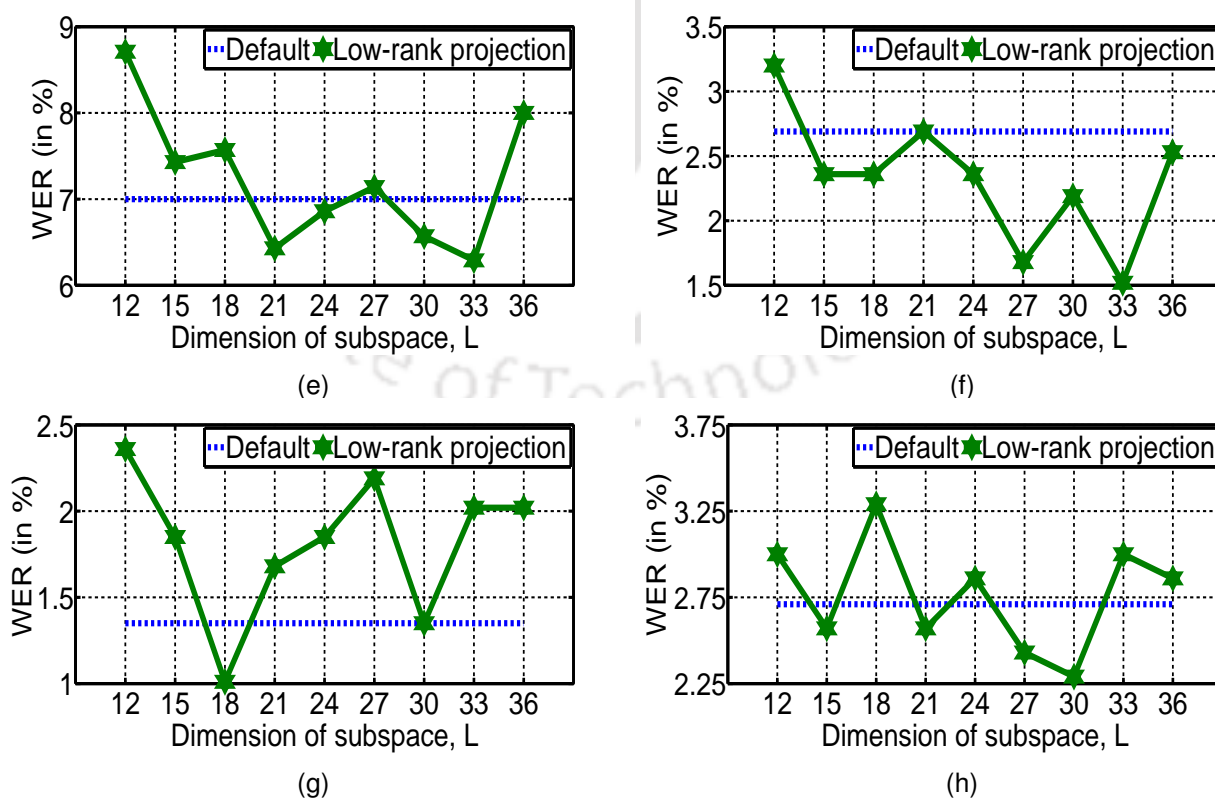 9
8
7
6
WER (in %)
Default Low-rank projection
12 15 18 21 24 27 30 33 36
Dimension of subspace, L
(e)
3.5
3
2.5
2
1.5
WER (in %)
Default Low-rank projection
12 15 18 21 24 27 30 33 36
Dimension of subspace, L
(f)
te of Technolo
2.5
2
1.5
1
WER (in %)
Default Low-rank projection
12 15 18 21 24 27 30 33 36
Dimension of subspace, L
(g)
3.75
3.25
2.75
2.25
WER (in %)
Default Low-rank projection
12 15 18 21 24 27 30 33 36
Dimension of subspace, L
(h)